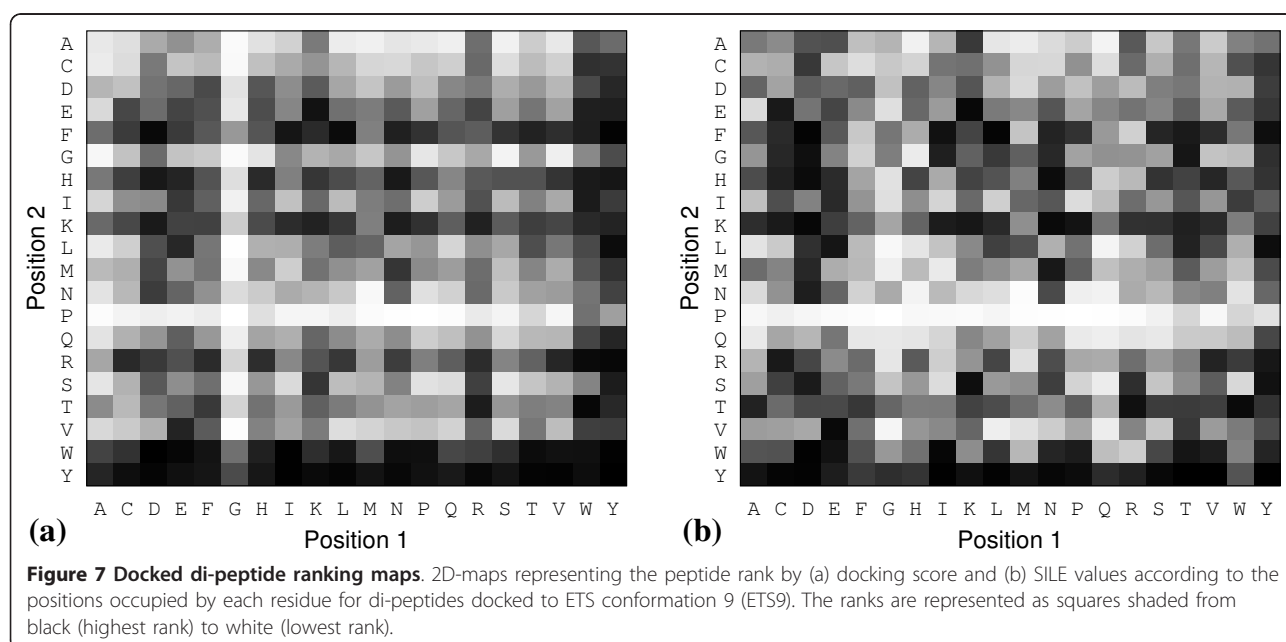 A
C
D
E
F
G
H
I
K
L
M
N
P
Q
R
S
T
V
W
Y
Position 2
A C D E F G H I K L M N P Q R S T V W Y
(a)
Position 1
A
C
D
E
F
G
H
I
K
L
M
N
P
Q
R
S
T
V
W
Y
Position 2
A C D E F G H I K L M N P Q R S T V W Y
(b)
Position 1
Figure 7 Docked di-peptide ranking maps. 2D-maps representing the peptide rank by (a) docking score and (b) SILE values according to the
positions occupied by each residue for di-peptides docked to ETS conformation 9 (ETS9). The ranks are represented as squares shaded from
black (highest rank) to white (lowest rank).